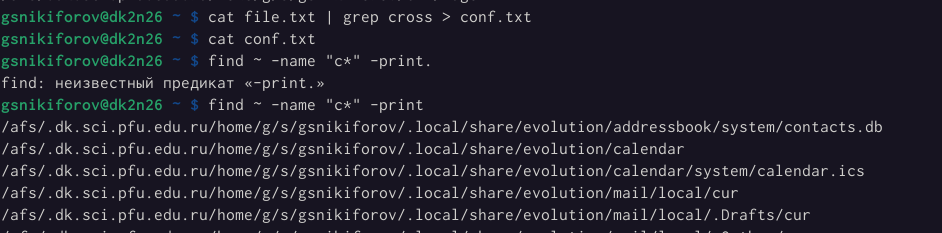 gsnikiforov@dk2n26 ~ $ cat file.txt | grep cross > conf.txt
gsnikiforov@dk2n26 ~ $ cat conf.txt
gsnikiforov@dk2n26 ~ $ find ~ -name "c*" -print.
find: неизвестный предикат «-print.»
gsnikiforov@dk2n26 ~ $ find ~ -name "c*" -print
/afs/.dk.sci.pfu.edu.ru/home/g/s/gsnikiforov/.local/share/evolution/addressbook/system/contacts.db
/afs/.dk.sci.pfu.edu.ru/home/g/s/gsnikiforov/.local/share/evolution/calendar
/afs/.dk.sci.pfu.edu.ru/home/g/s/gsnikiforov/.local/share/evolution/calendar/system/calendar.ics
/afs/.dk.sci.pfu.edu.ru/home/g/s/gsnikiforov/.local/share/evolution/mail/local/cur
/afs/.dk.sci.pfu.edu.ru/home/g/s/gsnikiforov/.local/share/evolution/mail/local/.Drafts/cur